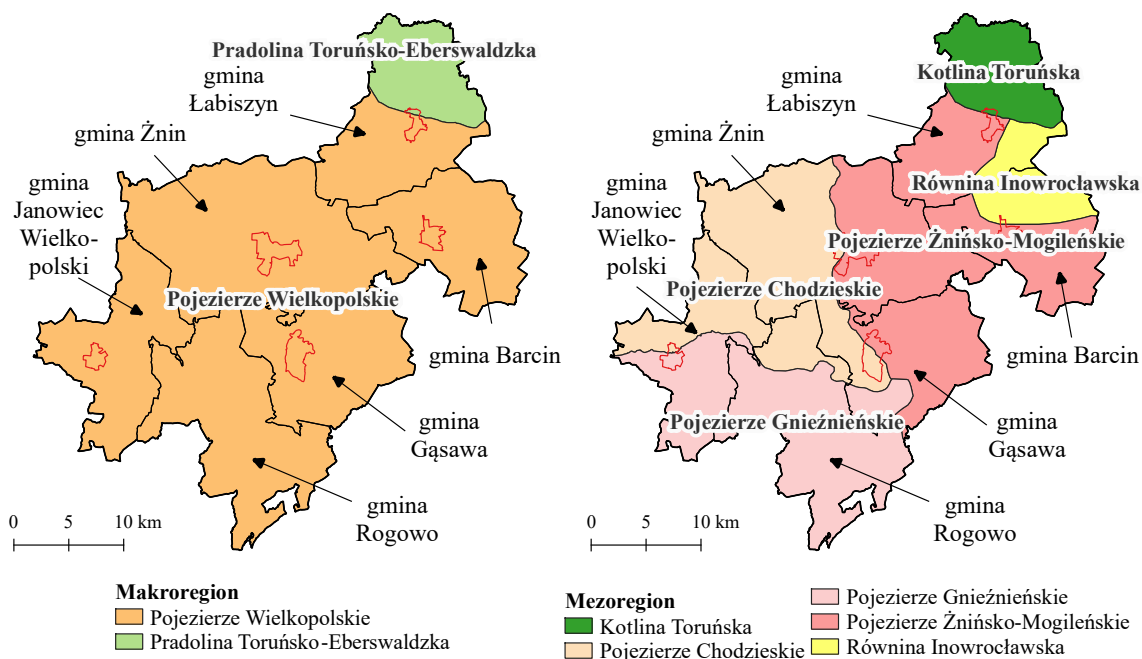 Pradolina Toruńsko-Eberswaldzka
gmina
Łabiszyn
gmina Żnin
gmina
Janowiec
Wielko-
polski
Pojezierze Wielkopolskie
gmina Barcin
gmina
Gąsawa
gmina
Rogowo
0 5 10 km
Makroregion
Pojezierze Wielkopolskie
Pradolina Toruńsko-Eberswaldzka
Kotlina Toruńska
gmina
Łabiszyn
gmina Żnin
gmina
Janowiec
Wielko-
polski
Równina Inowrocławska
Pojezierze Żnińsko-Mogileńskie
Pojezierze Chodzieskie
gmina Barcin
Pojezierze Gnieźnieńskie
gmina
Gąsawa
gmina
Rogowo
0 5 10 km
Mezoregion
Kotlina Toruńska
Pojezierze Chodzieskie
Pojezierze Gnieźnieńskie
Pojezierze Żnińsko-Mogileńskie
Równina Inowrocławska